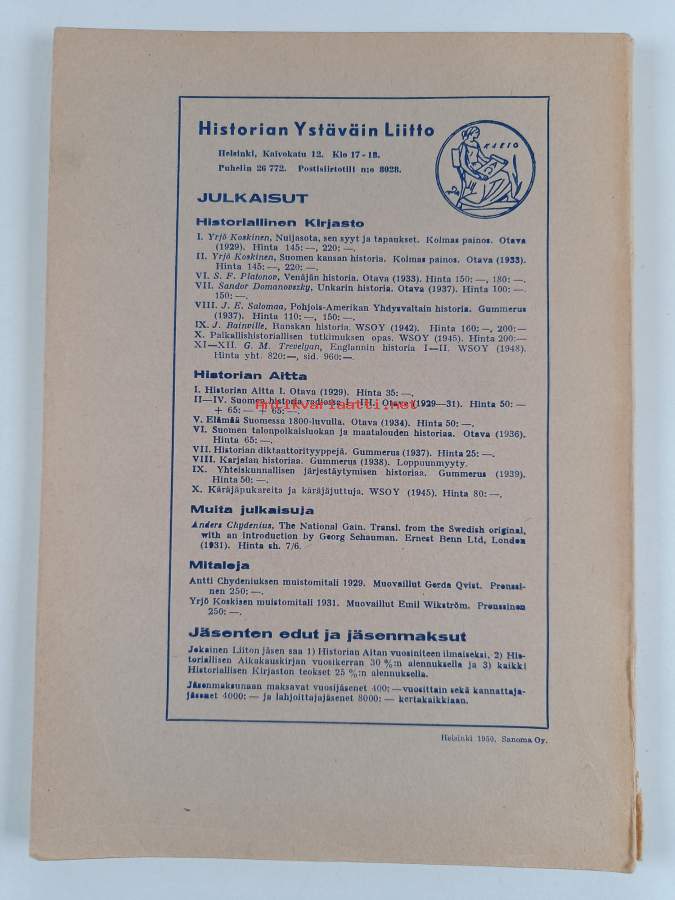 Historian Ystäväin Liitto
Helsinki, Kaivokatu 12. Klo 17-18.
Puhelin 26 772. Postisiirtotili n:o 8028.
KLEIO
JULKAISUT
Historiallinen Kirjasto
I. Yrjö Koskinen, Nuijasota, sen syyt ja tapaukset. Kolmas painos. Otava
(1929). Hinta 145:—, 220:—.
II. Yrjö Koskinen, Suomen kansan historia. Kolmas painos. Otava (1933).
Hinta 145:—, 220:—.
VI. S. F. Platonov, Venäjän historia. Otava (1933). Hinta 150:—, 180:—.
VII. Sandor Domanovszky, Unkarin historia. Otava (1937). Hinta 100:—,
150:—.
VIII. J. E. Salomaa, Pohjois-Amerikan Yhdysvaltain historia. Gummerus
(1937). Hinta 110:—, 150:—.
IX. J. Bainville, Ranskan historia. WSOY (1942). Hinta 160:—, 200:—
X. Paikallishistoriallisen tutkimuksen opas. WSOY (1945). Hinta 200:—
XI—XII. G. M. Trevelyan, Englannin historia I—II. WSOY (1948).
Hinta yht. 820:—, sid. 960:—.
Historian Aitta
I. Historian Aitta I. Otava (1929). Hinta 35:—.
II—IV. Suomen historia radiossa I—III. Otava (1929—31). Hinta 50:—
+ 65:— + 65:—.
Antikvariaatti.net
V. Elämää Suomessa 1800-luvulla. Otava (1934). Hinta 50:—.
VI. Suomen talonpoikaisluokan ja maatalouden historiaa. Otava (1936).
Hinta 65:—.
VII. Historian diktaattorityyppejä. Gummerus (1937). Hinta 25:—.
VIII. Karjalan historiaa. Gummerus (1938). Loppuunmyyty.
IX. Yhteiskunnallisen järjestäytymisen historiaa. Gummerus (1939).
Hinta 50:—.
X. Käräjäpukareita ja käräjäjuttuja. WSOY (1945). Hinta 80:—.
Muita julkaisuja
Anders Chydenius, The National Gain. Transl. from the Swedish original,
with an Introduction by Georg Schauman. Ernest Benn Ltd, London
(1931). Hinta sh. 7/6.
Mitaleja
Antti Chydeniuksen muistomitali 1929. Muovaillut Gerda Qvist. Pronssi-
nen 250:—.
Yrjö Koskisen muistomitali 1931. Muovaillut Emil Wikström. Pronssinen
250:—.
Jäsenten edut ja jäsenmaksut
Jokainen Liiton jäsen saa 1) Historian Aitan vuosiniteen ilmaiseksi, 2) His-
toriallisen Aikakauskirjan vuosikerran 30 %:n alennuksella ja 3) kaikki
Historiallisen Kirjaston teokset 25 %:n alennuksella.
Jäsenmaksunaan maksavat vuosijäsenet 400:— vuosittain sekä kannattaja-
jäsenet 4000:— ja lahjoittajajäsenet 8000:— kertakaikkiaan.
Helsinki 1950, Sanoma Oy.